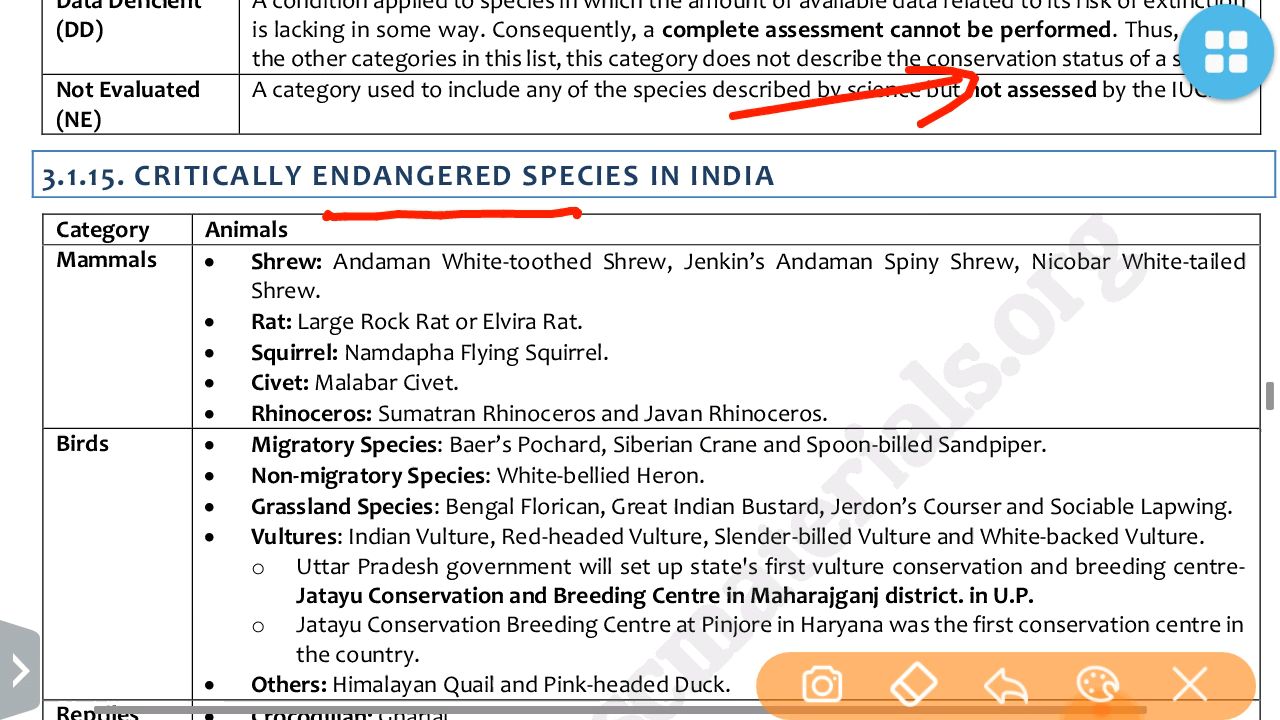 Data Deficient
(DD)
A condition applied to species in which the amount of available data related to its risk of extinction
is lacking in some way. Consequently, a complete assessment cannot be performed. Thus,
the other categories in this list, this category does not describe the conservation status of a s
Not Evaluated
(NE)
A category used to include any of the species described by science but not assessed by the IUC
3.1.15. CRITICALLY ENDANGERED SPECIES IN INDIA
Category Animals
Mammals
• Shrew: Andaman White-toothed Shrew, Jenkin's Andaman Spiny Shrew, Nicobar White-tailed
Shrew.
• Rat: Large Rock Rat or Elvira Rat.
• Squirrel: Namdapha Flying Squirrel.
• Civet: Malabar Civet.
• Rhinoceros: Sumatran Rhinoceros and Javan Rhinoceros.
Birds
• Migratory Species: Baer's Pochard, Siberian Crane and Spoon-billed Sandpiper.
• Non-migratory Species: White-bellied Heron.
• Grassland Species: Bengal Florican, Great Indian Bustard, Jerdon's Courser and Sociable Lapwing.
• Vultures: Indian Vulture, Red-headed Vulture, Slender-billed Vulture and White-backed Vulture.
o Uttar Pradesh government will set up state's first vulture conservation and breeding centre-
Jatayu Conservation and Breeding Centre in Maharajganj district. in U.P.
o Jatayu Conservation Breeding Centre at Pinjore in Haryana was the first conservation centre in
the country.
• Others: Himalayan Quail and Pink-headed Duck.
Reptiles
• Crocodilian: Gharial
smaterials.org